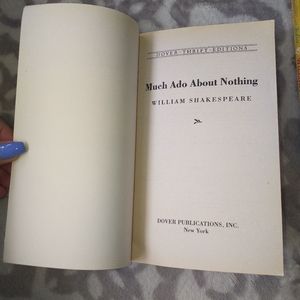 DOVER THRIFT EDITIONS
Much Ado About Nothing
WILLIAM SHAKESPEARE
DOVER PUBLICATIONS, INC.
New York